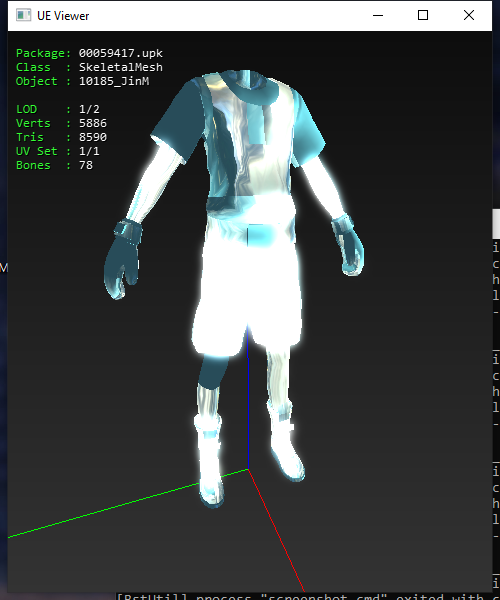 UE Viewer
Package: 00059417.upk
Class : SkeletalMesh
Object : 10185_JinM
LOD : 1/2
Verts : 5886
Tris : 8590
UV Set : 1/1
Bones : 78
M
i
c
h
l
-
i
c
h
l
-
i
c
h
l
-
[BstUtil] process "screenshot.cmd" exited with c